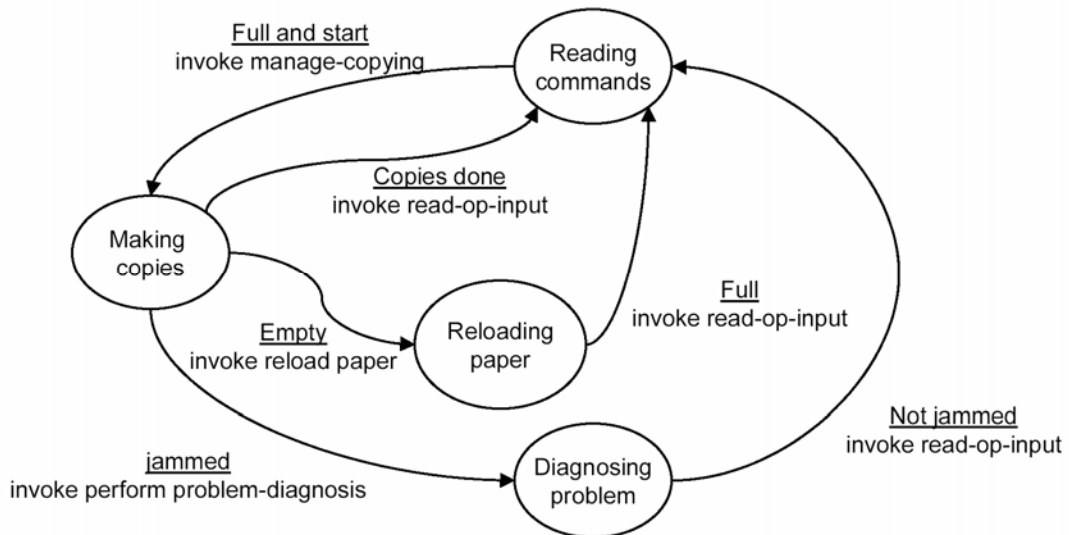 Full and start
invoke manage-copying
Reading
commands
Copies done
invoke read-op-input
Making
copies
Full
invoke read-op-input
Empty
invoke reload paper
Reloading
paper
Not jammed
invoke read-op-input
jammed
invoke perform problem-diagnosis
Diagnosing
problem